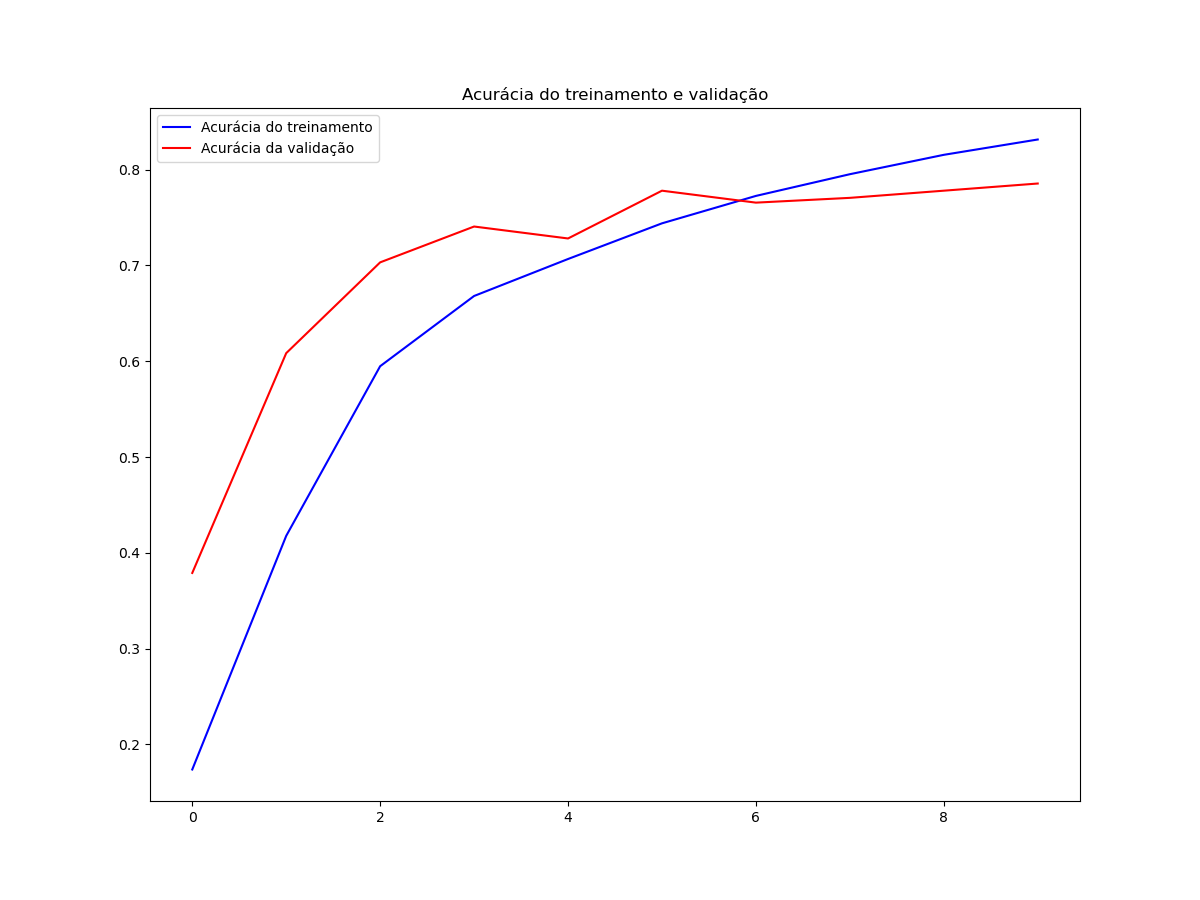 Acurácia do treinamento e validação
Acurácia do treinamento
Acurácia da validação
0.8
0.7
0.6
0.5
0.4
0.3
0.2
0 2 4 6 8